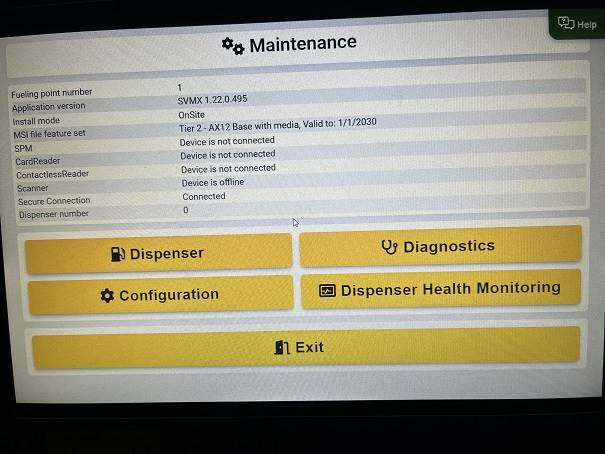 Help
Maintenance
Fueling point number 1
Application version SVMX 1.22.0.495
Install mode OnSite
MSI file feature set Tier 2 - AX12 Base with media, Valid to: 1/1/2030
SPM Device is not connected
CardReader Device is not connected
ContactlessReader Device is not connected
Scanner Device is offline
Secure Connection Connected
Dispenser number 0
Dispenser
Diagnostics
Configuration
Dispenser Health Monitoring
Exit